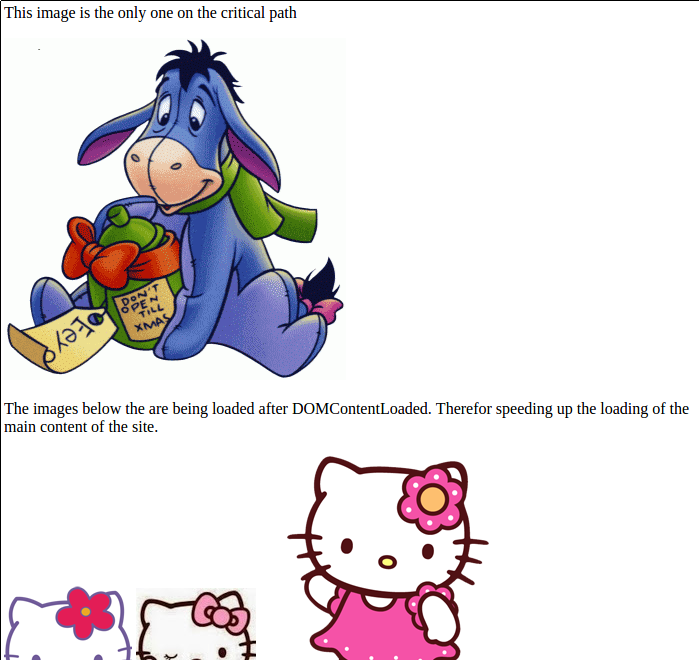 This image is the only one on the critical path
DON'T
OPEN
TILL
XMAS
The images below the are being loaded after DOMContentLoaded. Therefor speeding up the loading of the
main content of the site.